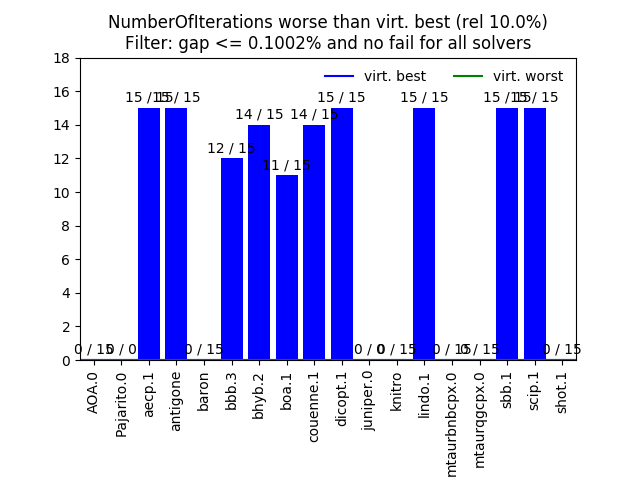 NumberOfIterations worse than virt. best (rel 10.0%)
Filter: gap <= 0.1002% and no fail for all solvers
virt. best
virt. worst
18
16
14
12
10
8
6
4
2
0
0 / 15
0 / 0
15 / 15
15 / 15
0 / 15
12 / 15
14 / 15
11 / 15
14 / 15
15 / 15
0 / 0
0 / 15
15 / 15
0 / 15
0 / 15
15 / 15
15 / 15
0 / 15
AOA.0
Pajarito.0
aecp.1
antigone
baron
bbb.3
bhyb.2
boa.1
couenne.1
dicopt.1
juniper.0
knitro
lindo.1
mtaurbnbcpx.0
mtaurqgcpx.0
sbb.1
scip.1
shot.1